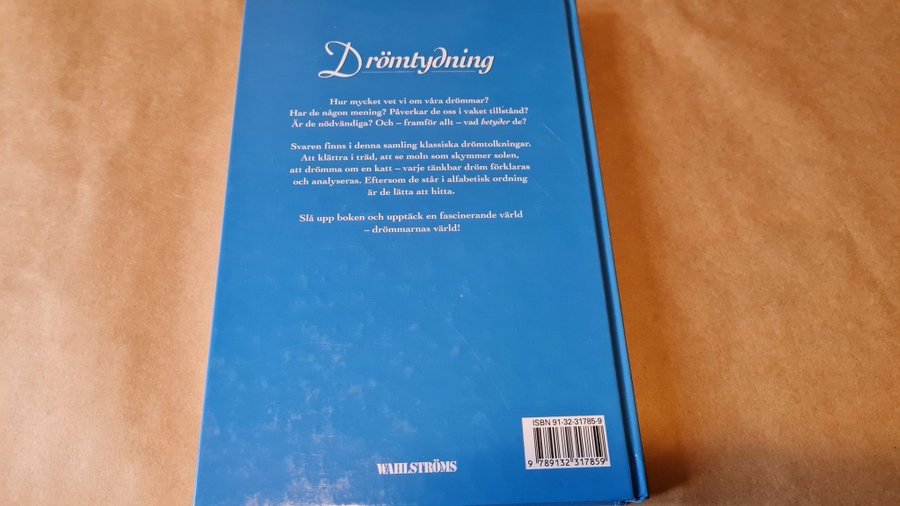 Drömtydning
Hur mycket vet vi om våra drömmar?
Har de någon mening? Påverkar de oss i vaket tillstånd?
Är de nödvändiga? Och – framför allt – vad betyder de?
Svaren finns i denna samling klassiska drömtolkningar.
Att klättra i träd, att se moln som skymmer solen,
att drömma om en katt – varje tänkbar dröm förklaras
och analyseras. Eftersom de står i alfabetisk ordning
är de lätta att hitta.
Slå upp boken och upptäck en fascinerande värld
– drömmarnas värld!
ISBN 91-32-31785-9
9 789132 317859
WAHLSTRÖMS